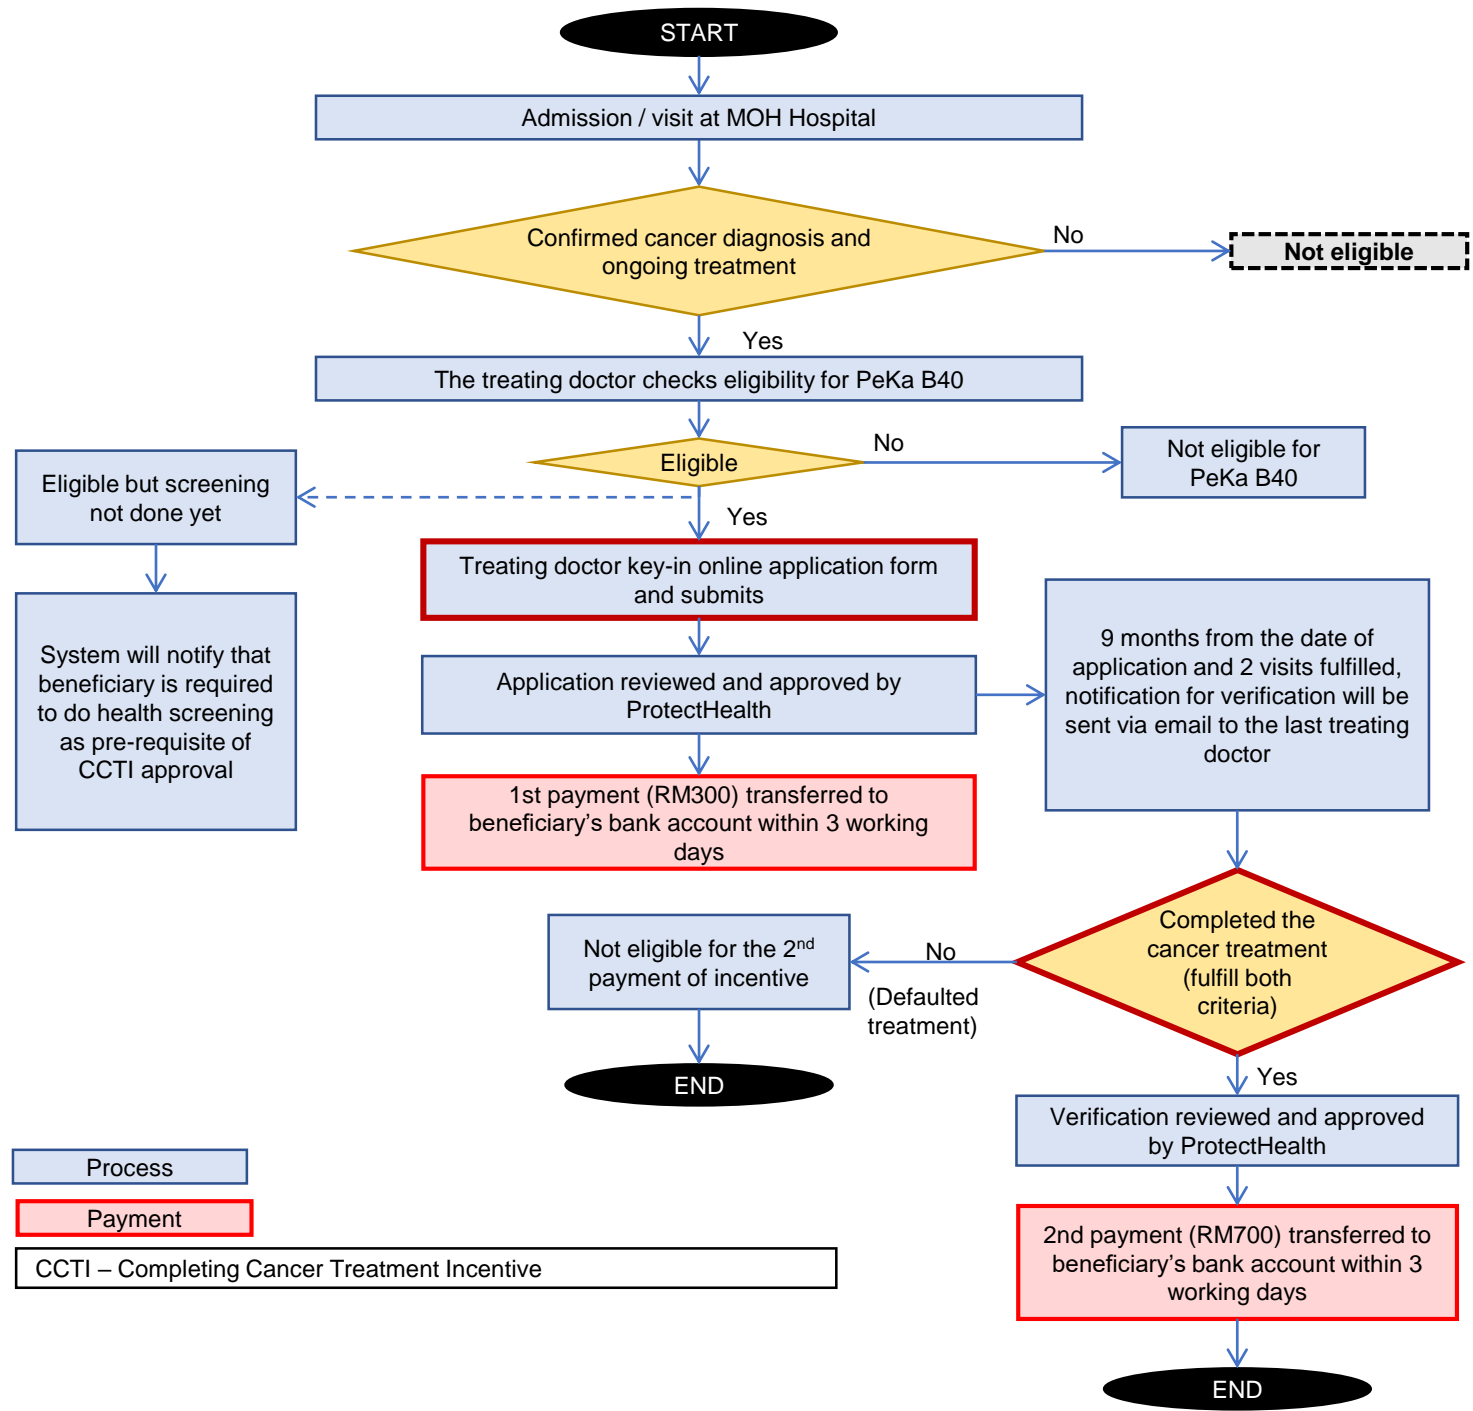 START
Admission / visit at MOH Hospital
Confirmed cancer diagnosis and
ongoing treatment
No
Not eligible
Yes
The treating doctor checks eligibility for PeKa B40
Eligible
No
Not eligible for
PeKa B40
Eligible but screening
not done yet
Yes
System will notify that
beneficiary is required
to do health screening
as pre-requisite of
CCTI approval
Treating doctor key-in online application form
and submits
Application reviewed and approved by
ProtectHealth
9 months from the date of
application and 2 visits fulfilled,
notification for verification will be
sent via email to the last treating
doctor
1st payment (RM300) transferred to
beneficiary’s bank account within 3 working
days
Completed the
cancer treatment
(fulfill both
criteria)
No
(Defaulted
treatment)
Not eligible for the 2nd
payment of incentive
END
Yes
Verification reviewed and approved
by ProtectHealth
2nd payment (RM700) transferred to
beneficiary’s bank account within 3
working days
END
Process
Payment
CCTI – Completing Cancer Treatment Incentive